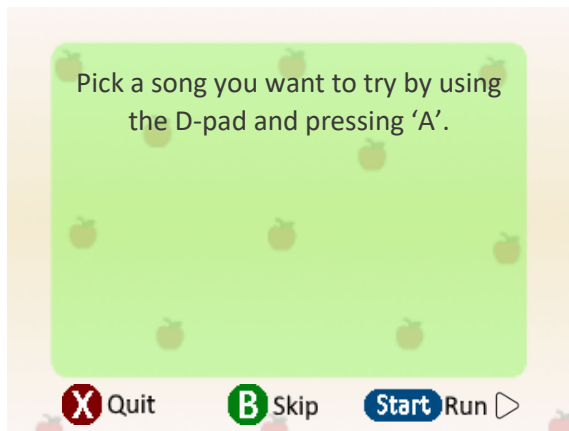 Pick a song you want to try by using
the D-pad and pressing ‘A’.
X Quit B Skip Start Run